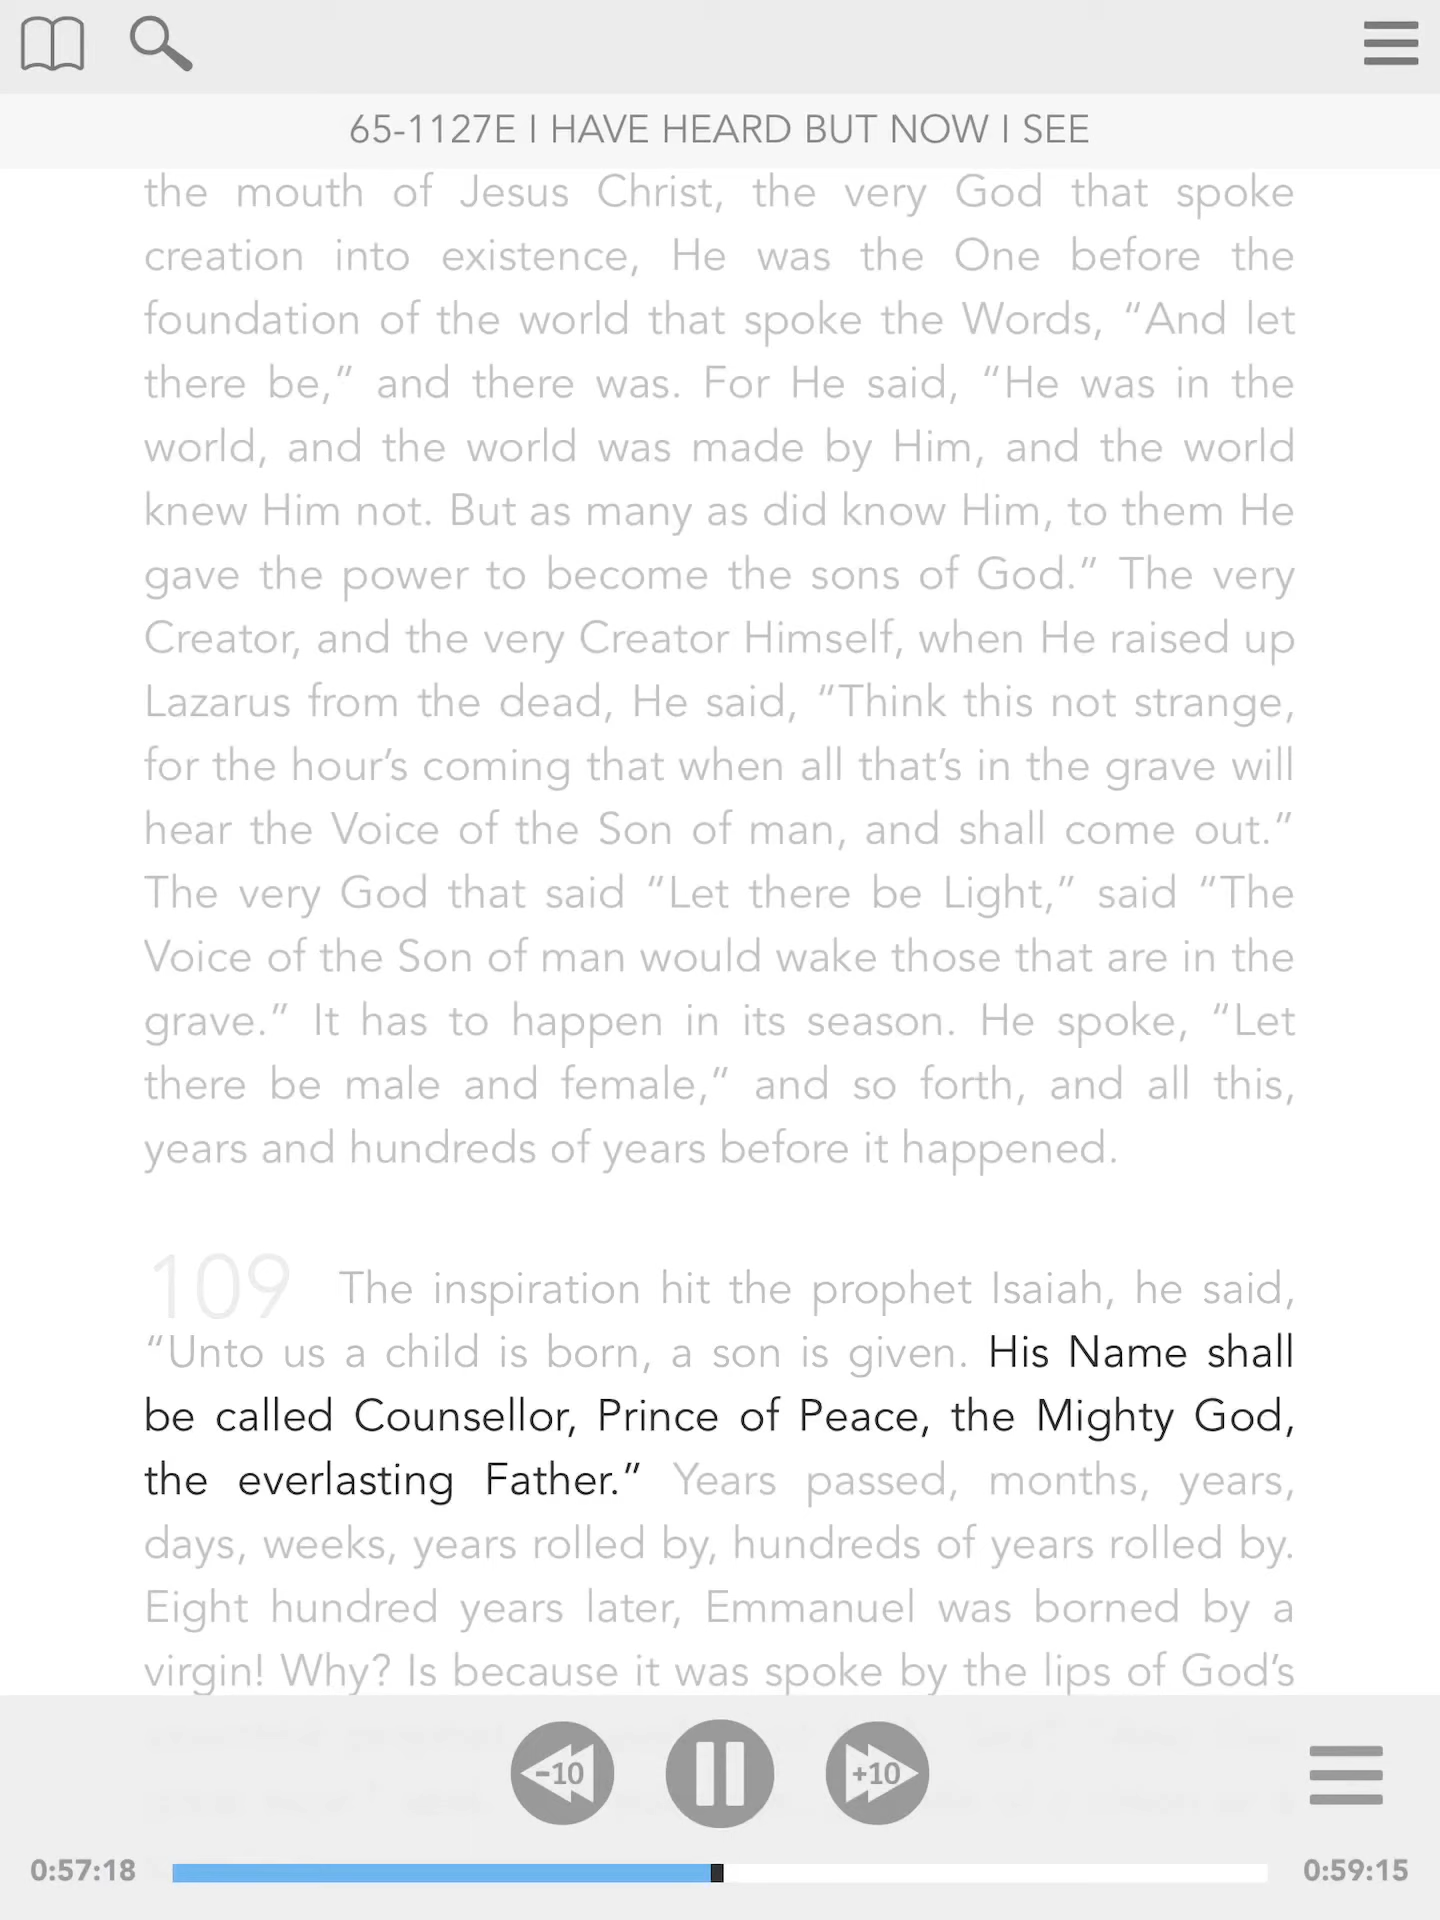 65-1127E I HAVE HEARD BUT NOW I SEE
the mouth of Jesus Christ, the very God that spoke
creation into existence, He was the One before the
foundation of the world that spoke the Words, “And let
there be,” and there was. For He said, “He was in the
world, and the world was made by Him, and the world
knew Him not. But as many as did know Him, to them He
gave the power to become the sons of God.” The very
Creator, and the very Creator Himself, when He raised up
Lazarus from the dead, He said, “Think this not strange,
for the hour’s coming that when all that’s in the grave will
hear the Voice of the Son of man, and shall come out.”
The very God that said “Let there be Light,” said “The
Voice of the Son of man would wake those that are in the
grave.” It has to happen in its season. He spoke, “Let
there be male and female,” and so forth, and all this,
years and hundreds of years before it happened.
109 The inspiration hit the prophet Isaiah, he said,
“Unto us a child is born, a son is given. His Name shall
be called Counsellor, Prince of Peace, the Mighty God,
the everlasting Father.” Years passed, months, years,
days, weeks, years rolled by, hundreds of years rolled by.
Eight hundred years later, Emmanuel was borned by a
virgin! Why? Is because it was spoke by the lips of God’s
-10 +10
0:57:18 0:59:15